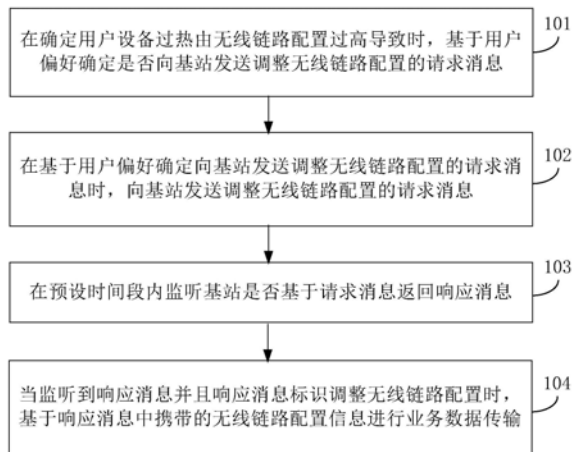 101
在确定用户设备过热由无线链路配置过高导致时，基于用户
偏好确定是否向基站发送调整无线链路配置的请求消息
102
在基于用户偏好确定向基站发送调整无线链路配置的请求消
息时，向基站发送调整无线链路配置的请求消息
103
在预设时间段内监听基站是否基于请求消息返回响应消息
104
当监听到响应消息并且响应消息标识调整无线链路配置时，
基于响应消息中携带的无线链路配置信息进行业务数据传输